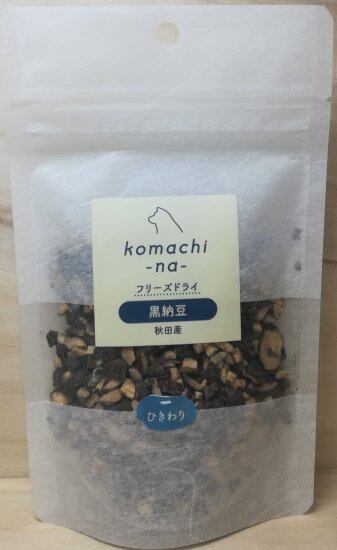 komachi
-na-
フリーズドライ
黒納豆
秋田産
ひきわり